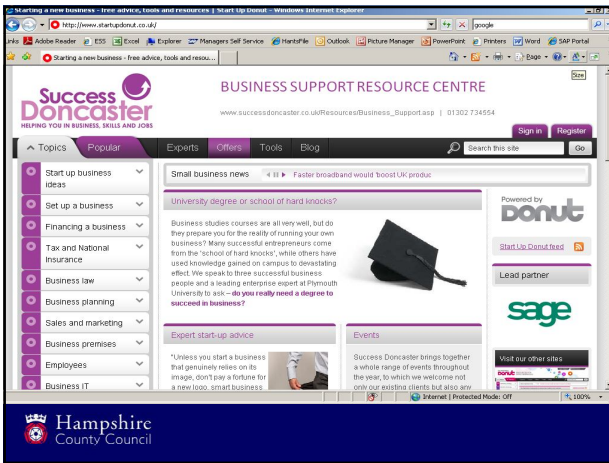 Starting a new business - free advice, tools and resources | Start Up Donut - Windows Internet Explorer
http://www.startupdonut.co.uk/
google
Links Adobe Reader ESS Excel Explorer Managers Self Service HantsFile Outlook Picture Manager PowerPoint Printers Word SAP Portal
Starting a new business - free advice, tools and resou...
Page
Size
Success
Doncaster
HELPING YOU IN BUSINESS, SKILLS AND JOBS
BUSINESS SUPPORT RESOURCE CENTRE
www.successdoncaster.co.uk/Resources/Business_Support.asp | 01302 734554
Sign in Register
Topics Popular Experts Offers Tools Blog Search this site Go
Start up business
ideas
Set up a business
Financing a business
Tax and National
Insurance
Business law
Business planning
Sales and marketing
Business premises
Employees
Business IT
Small business news Faster broadband would 'boost UK produc
University degree or school of hard knocks?
Business studies courses are all very well, but do
they prepare you for the reality of running your own
business? Many successful entrepreneurs come
from the 'school of hard knocks', while others have
used knowledge gained on campus to devastating
effect. We speak to three successful business
people and a leading enterprise expert at Plymouth
University to ask – do you really need a degree to
succeed in business?
Expert start-up advice
"Unless you start a business
that genuinely relies on its
image, don't pay a fortune for
a new logo, smart business
Events
Success Doncaster brings together
a whole range of events throughout
the year, to which we welcome not
only our existing clients but also any
Powered by
DONUT
Start Up Donut feed
Lead partner
sage
Visit our other sites
Donut
Internet | Protected Mode: Off 100%
Hampshire
County Council